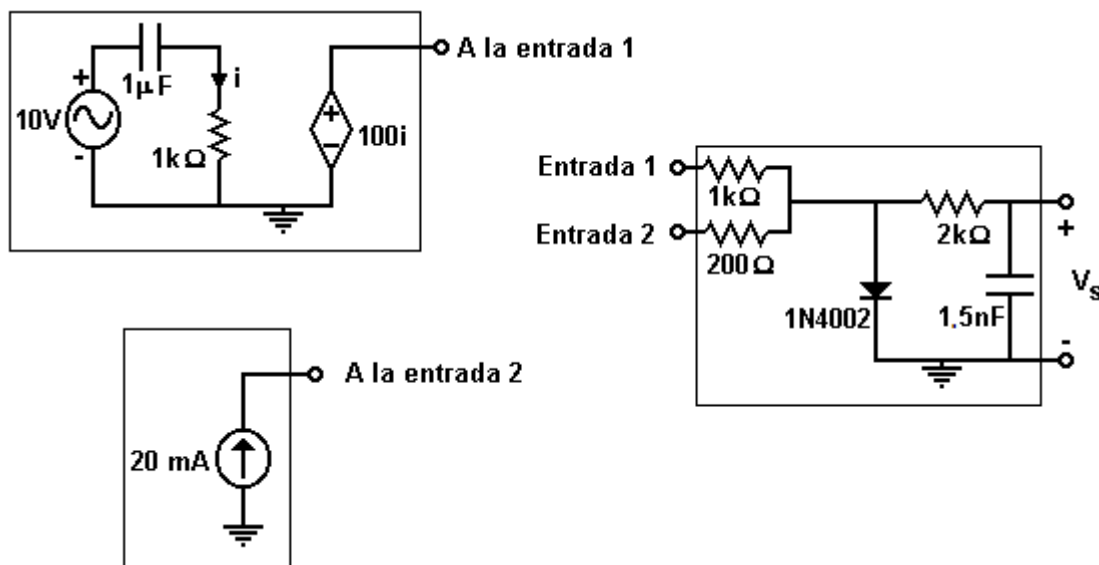 A la entrada 1
+
1µF
i
10V
-
1kΩ
+
-
100i
Entrada 1
1kΩ
Entrada 2
200Ω
2kΩ
+
1N4002
1.5nF
Vs
-
A la entrada 2
20 mA